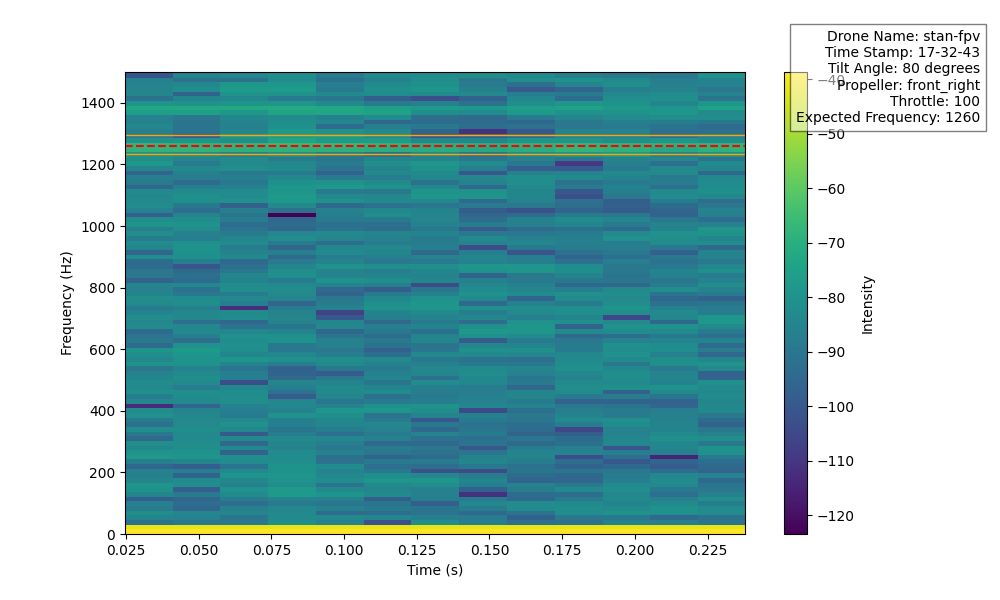 Drone Name: stan-fpv
Time Stamp: 17-32-43
Tilt Angle: 80 degrees
Propeller: front_right
Throttle: 100
Expected Frequency: 1260
1400
1200
1000
800
600
400
200
0
Frequency (Hz)
0.025
0.050
0.075
0.100
0.125
0.150
0.175
0.200
0.225
Time (s)
−40
−50
−60
−70
−80
−90
−100
−110
−120
Intensity